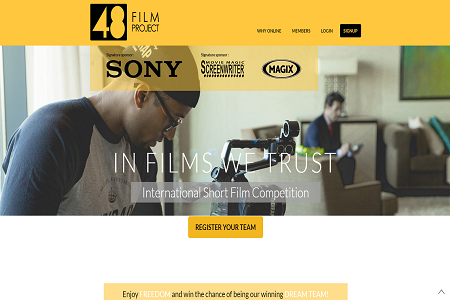 48 FILM
PROJECT
WHY ONLINE MEMBERS LOGIN SIGNUP
Signature sponsor : Signature sponsor :
SONY
MOVIE MAGIC
SCREENWRITER
MAGIX
IN FILMS WE TRUST
International Short Film Competition
REGISTER YOUR TEAM
Enjoy FREEDOM and win the chance of being our winning DREAM TEAM!